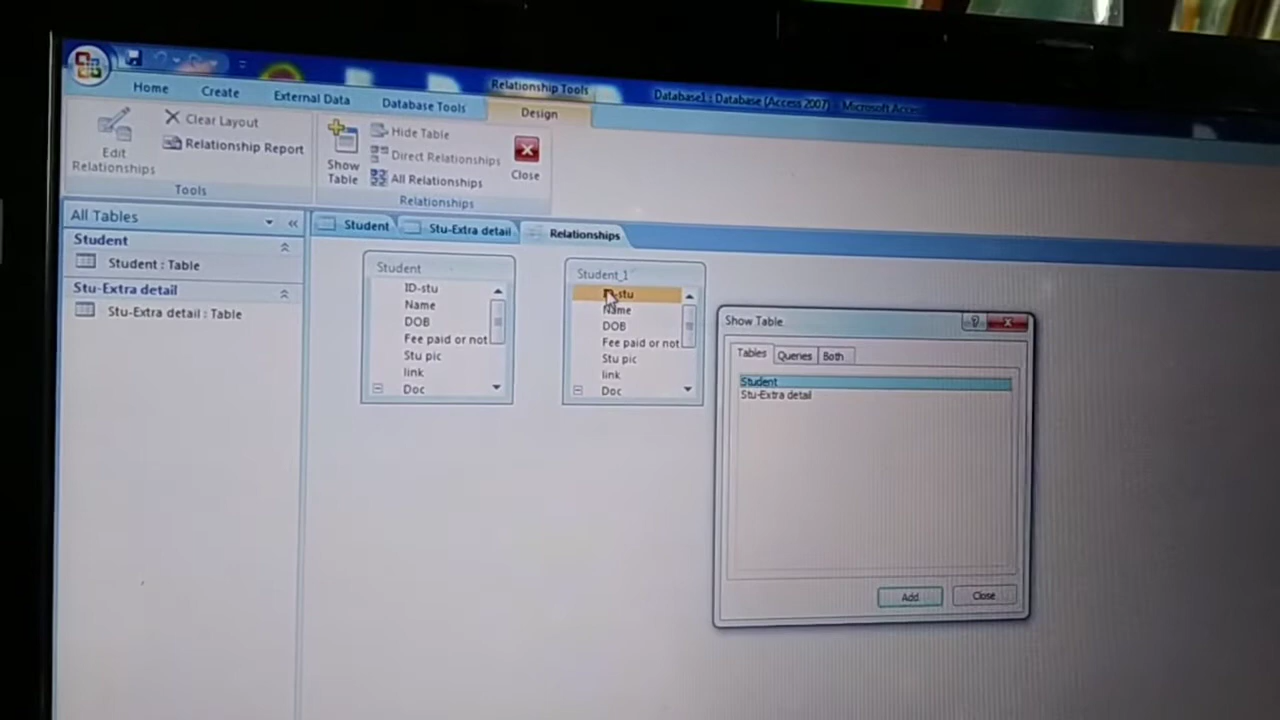 Relationship Tools
Database1 : Database (Access 2007) - Microsoft Access
Home
Create
External Data
Database Tools
Design
Edit
Relationships
Clear Layout
Relationship Report
Tools
Show
Table
Hide Table
Direct Relationships
All Relationships
Relationships
Close
All Tables
Student
Student : Table
Stu-Extra detail
Stu-Extra detail : Table
Student
Stu-Extra detail
Relationships
Student
ID-stu
Name
DOB
Fee paid or not
Stu pic
link
Doc
Student_1
Name
DOB
Fee paid or not
Stu pic
link
Doc
Show Table
?
Tables
Queries
Both
Student
Stu-Extra detail
Add
Close